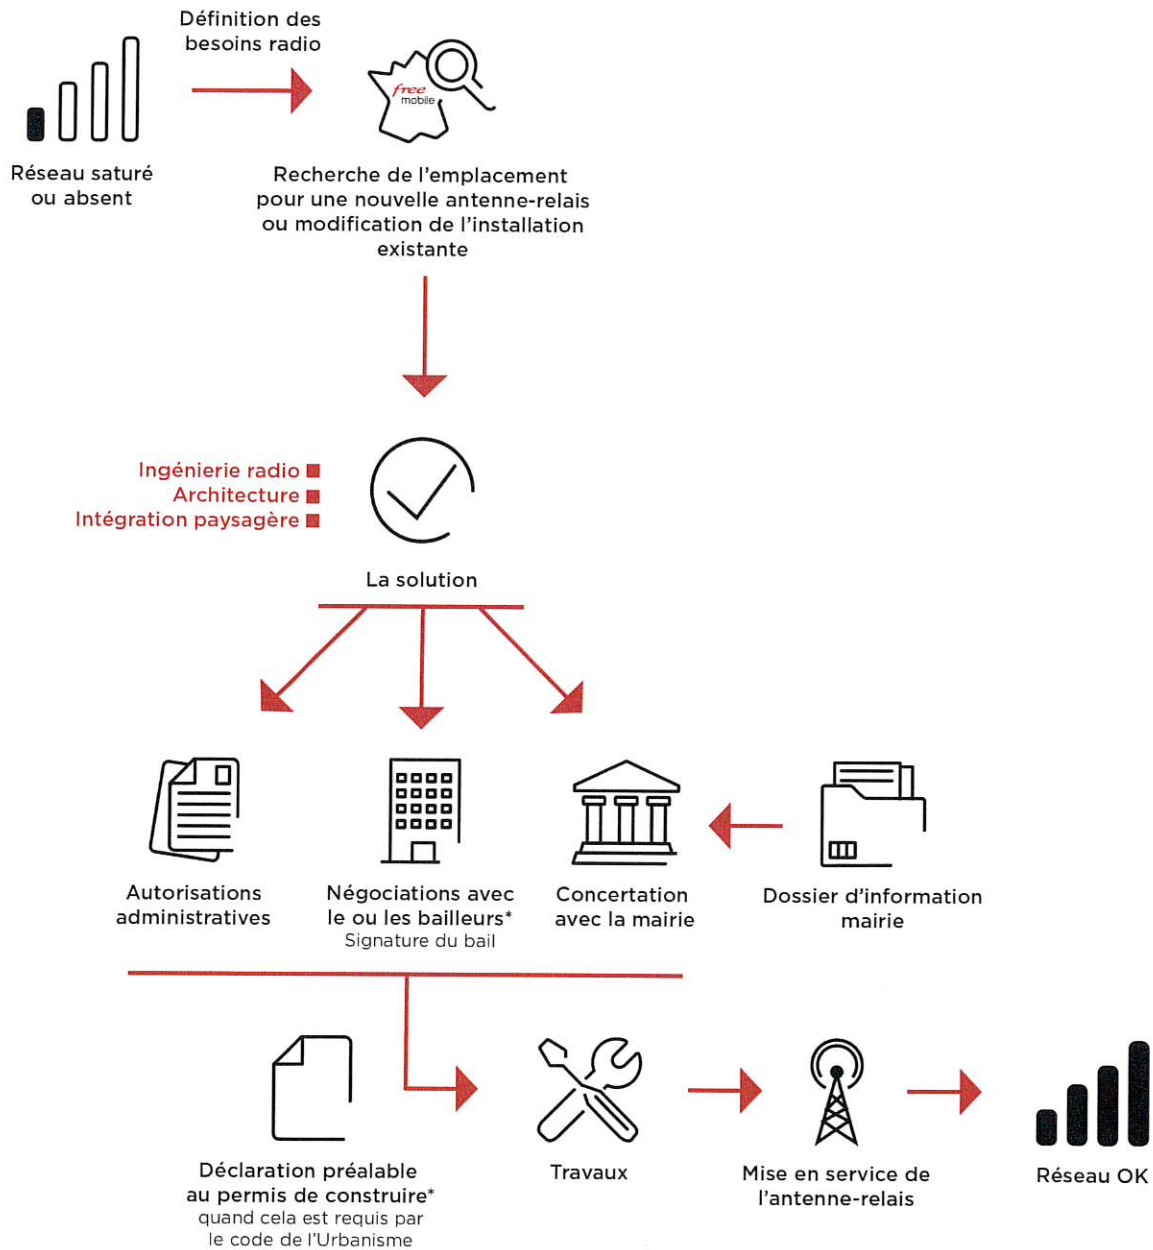 Définition des
besoins radio
free
mobile
Réseau saturé
ou absent
Recherche de l'emplacement
pour une nouvelle antenne-relais
ou modification de l'installation
existante
Ingénierie radio
Architecture
Intégration paysagère
La solution
Autorisations
administratives
Négociations avec
le ou les bailleurs*
Signature du bail
Concertation
avec la mairie
Dossier d'information
mairie
Déclaration préalable
au permis de construire*
quand cela est requis par
le code de l'Urbanisme
Travaux
Mise en service de
l'antenne-relais
Réseau OK